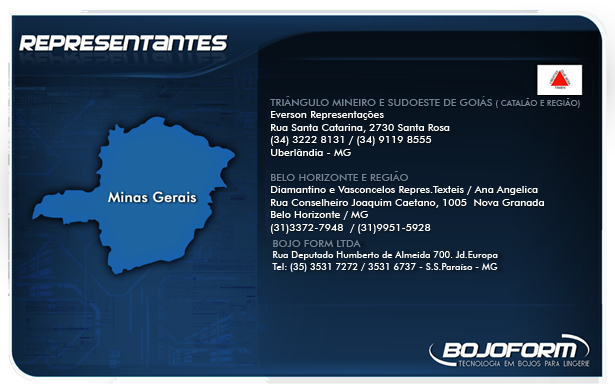 REPRESENTANTES
TRIÂNGULO MINEIRO E SUDOESTE DE GOIÁS ( CATALÃO E REGIÃO)
Everson Representações
Rua Santa Catarina, 2730 Santa Rosa
(34) 3222 8131 / (34) 9119 8555
Uberlândia - MG
Minas Gerais
BELO HORIZONTE E REGIÃO
Diamantino e Vasconcelos Repres.Texteis / Ana Angelica
Rua Conselheiro Joaquim Caetano, 1005 Nova Granada
Belo Horizonte / MG
(31)3372-7948 / (31)9951-5928
BOJO FORM LTDA
Rua Deputado Humberto de Almeida 700. Jd.Europa
Tel: (35) 3531 7272 / 3531 6737 - S.S.Paraíso - MG
BOJOFORM
TECNOLOGIA EM BOJOS PARA LINGERIE